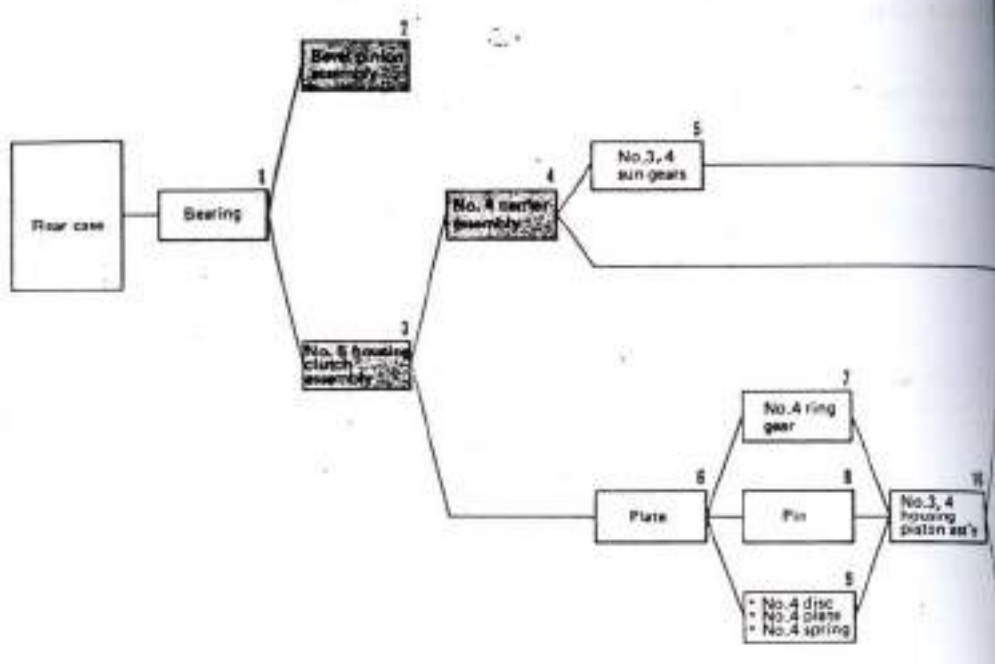 2
Bevel pinion
assembly
5
No.3, 4
sun gears
4
No. 4 carrier
assembly
1
Bearing
Rear case
3
No. 5 housing
clutch
assembly
7
No.4 ring
gear
6
Plate
8
Pin
10
No.3, 4
housing
piston ass'y
9
• No.4 disc
• No.4 plate
• No.4 spring